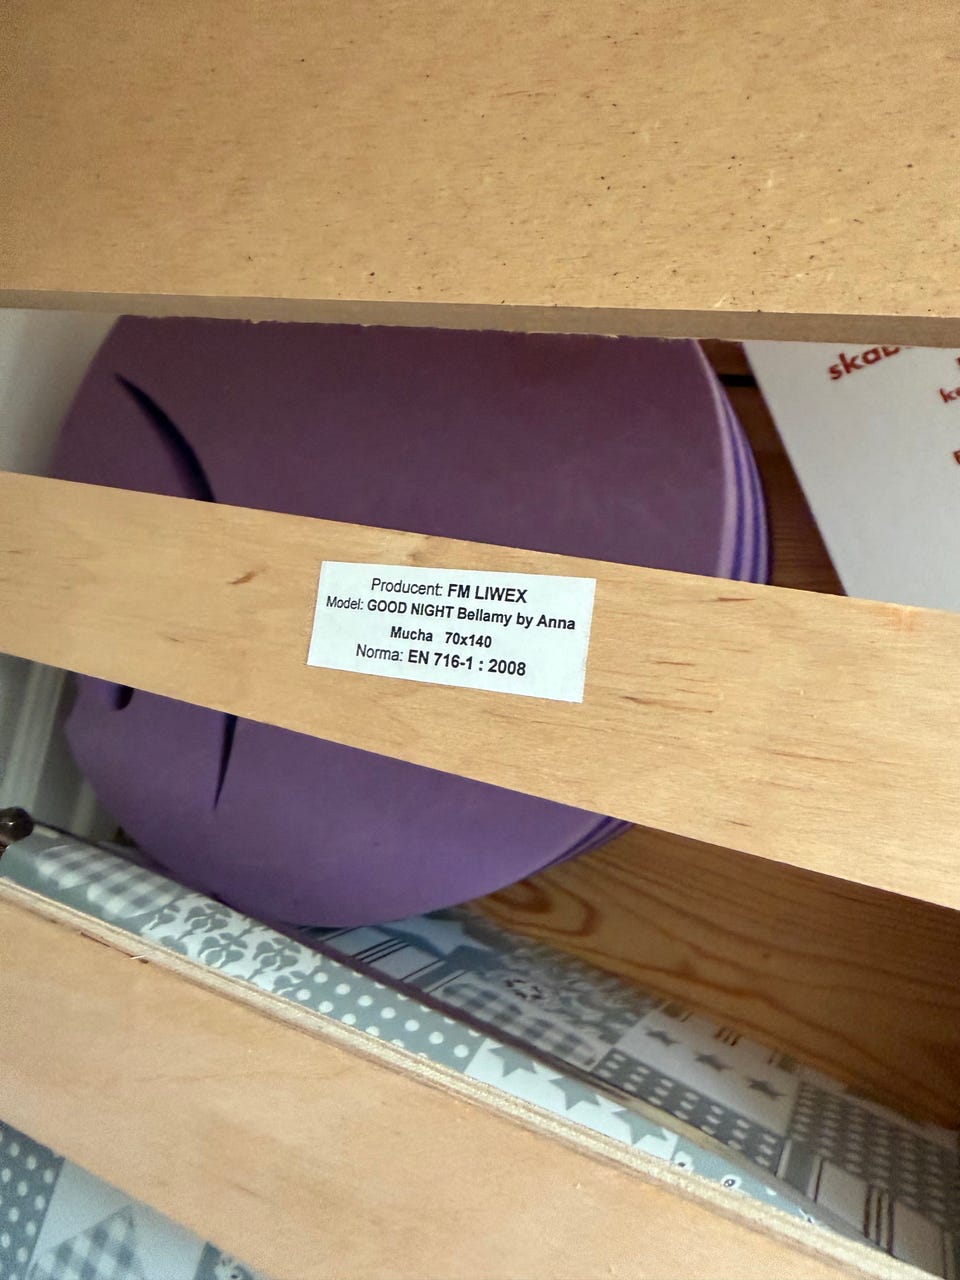 Producent: FM LIWEX
Model: GOOD NIGHT Bellamy by Anna
Mucha 70x140
Norma: EN 716-1 : 2008